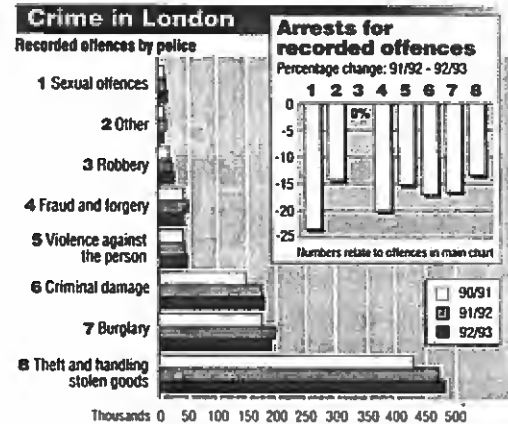 Crime in London
Recorded offences by police
1 Sexual offences
2 Other
3 Robbery
4 Fraud and forgery
5 Violence against
the person
6 Criminal damage
7 Burglary
8 Theft and handling
stolen goods
Thousands 0 50 100 150 200 250 300 350 400 450 500
Arrests for
recorded offences
Percentage change: 91/92 - 92/93
1 2 3 4 5 6 7 8
0
0%
-5
-10
-15
-20
-25
Numbers relate to offences in main chart
90/91
91/92
92/93